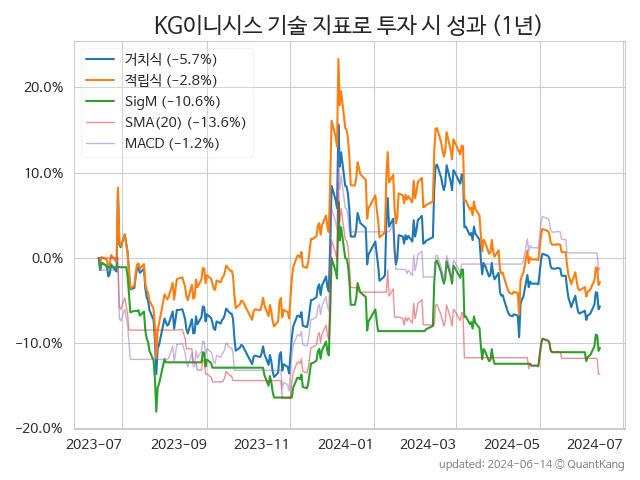 KG이니시스 기술 지표로 투자 시 성과 (1년)
거치식 (−5.7%)
적립식 (−2.8%)
SigM (−10.6%)
SMA(20) (−13.6%)
MACD (−1.2%)
20.0%
10.0%
0.0%
−10.0%
−20.0%
2023-07 2023-09 2023-11 2024-01 2024-03 2024-05 2024-07
updated: 2024-06-14 © QuantKang